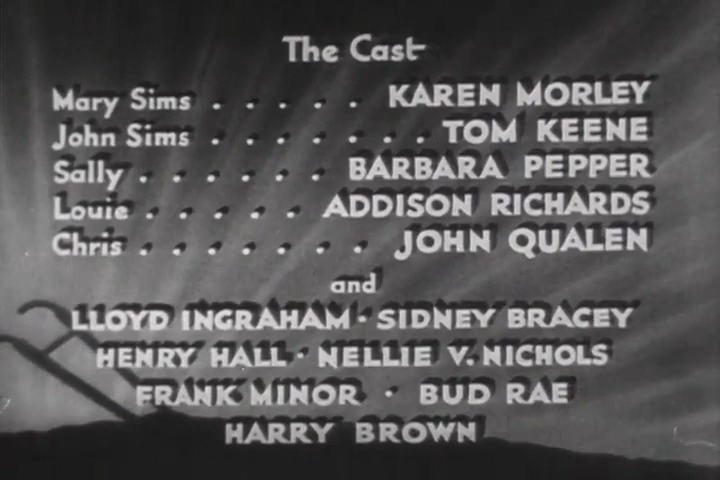 The Cast
Mary Sims . . . . . KAREN MORLEY
John Sims . . . . . . . TOM KEENE
Sally . . . . . . BARBARA PEPPER
Louie . . . . . ADDISON RICHARDS
Chris . . . . . . . JOHN QUALEN
and
LLOYD INGRAHAM · SIDNEY BRACEY
HENRY HALL · NELLIE V. NICHOLS
FRANK MINOR · BUD RAE
HARRY BROWN